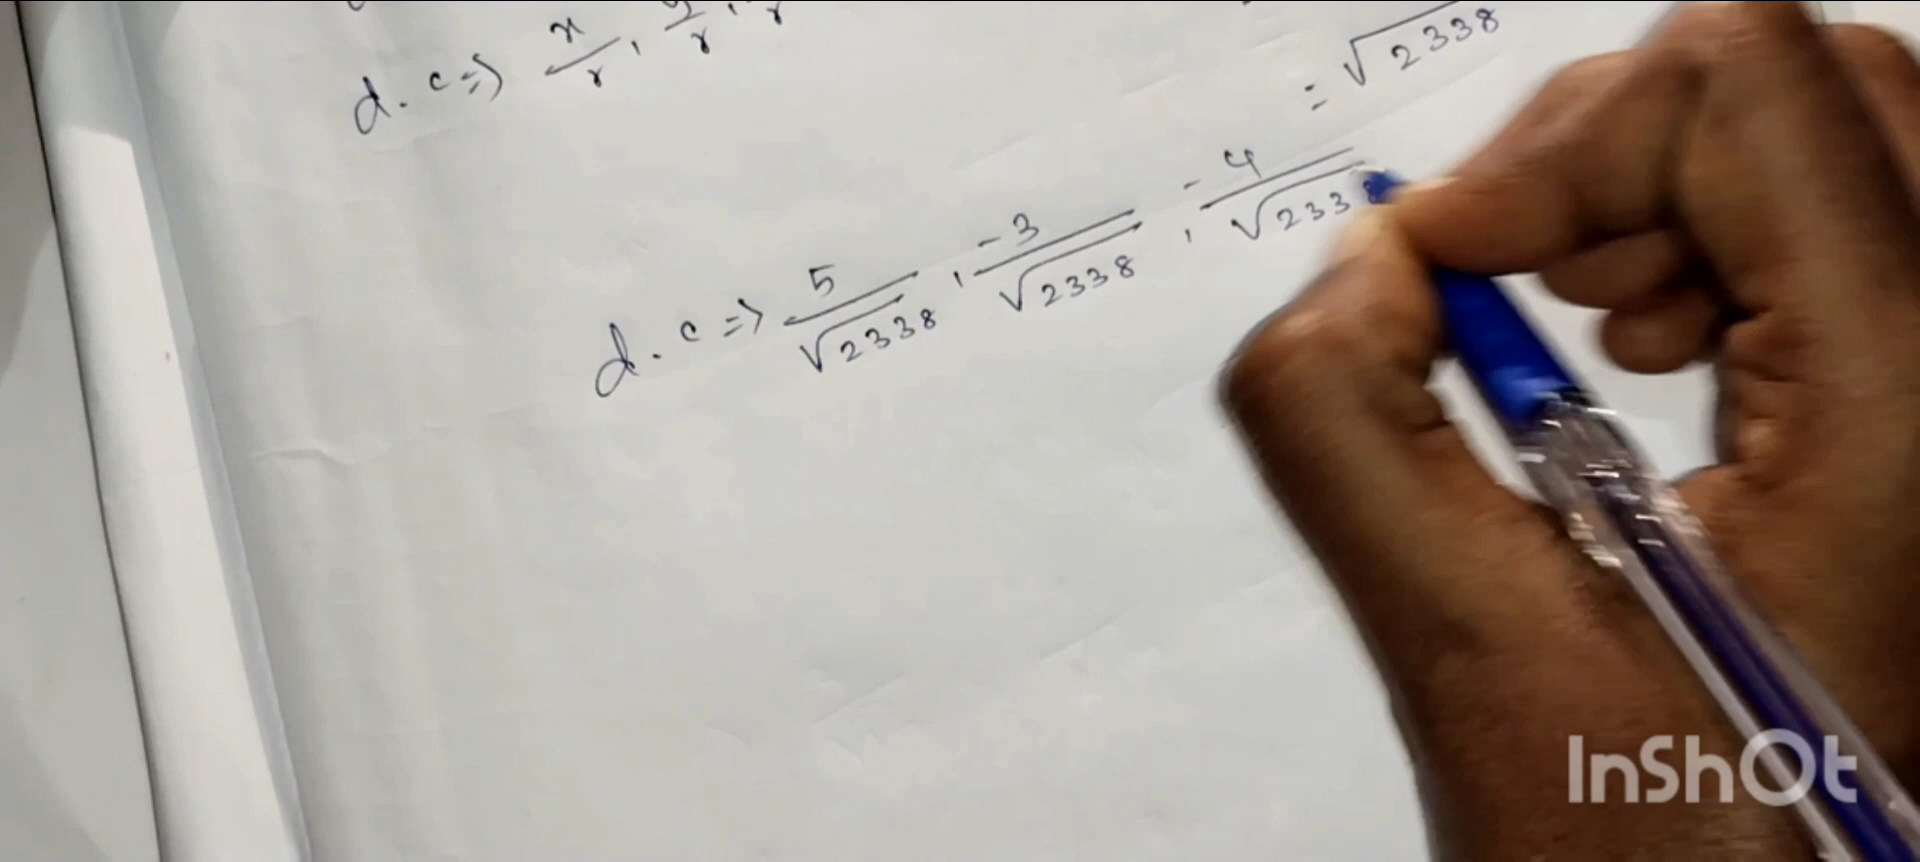 d.c => x/r, y/r,
= √2338
d.c => 5/√2338, -3/√2338, -4/√2338
InShOt